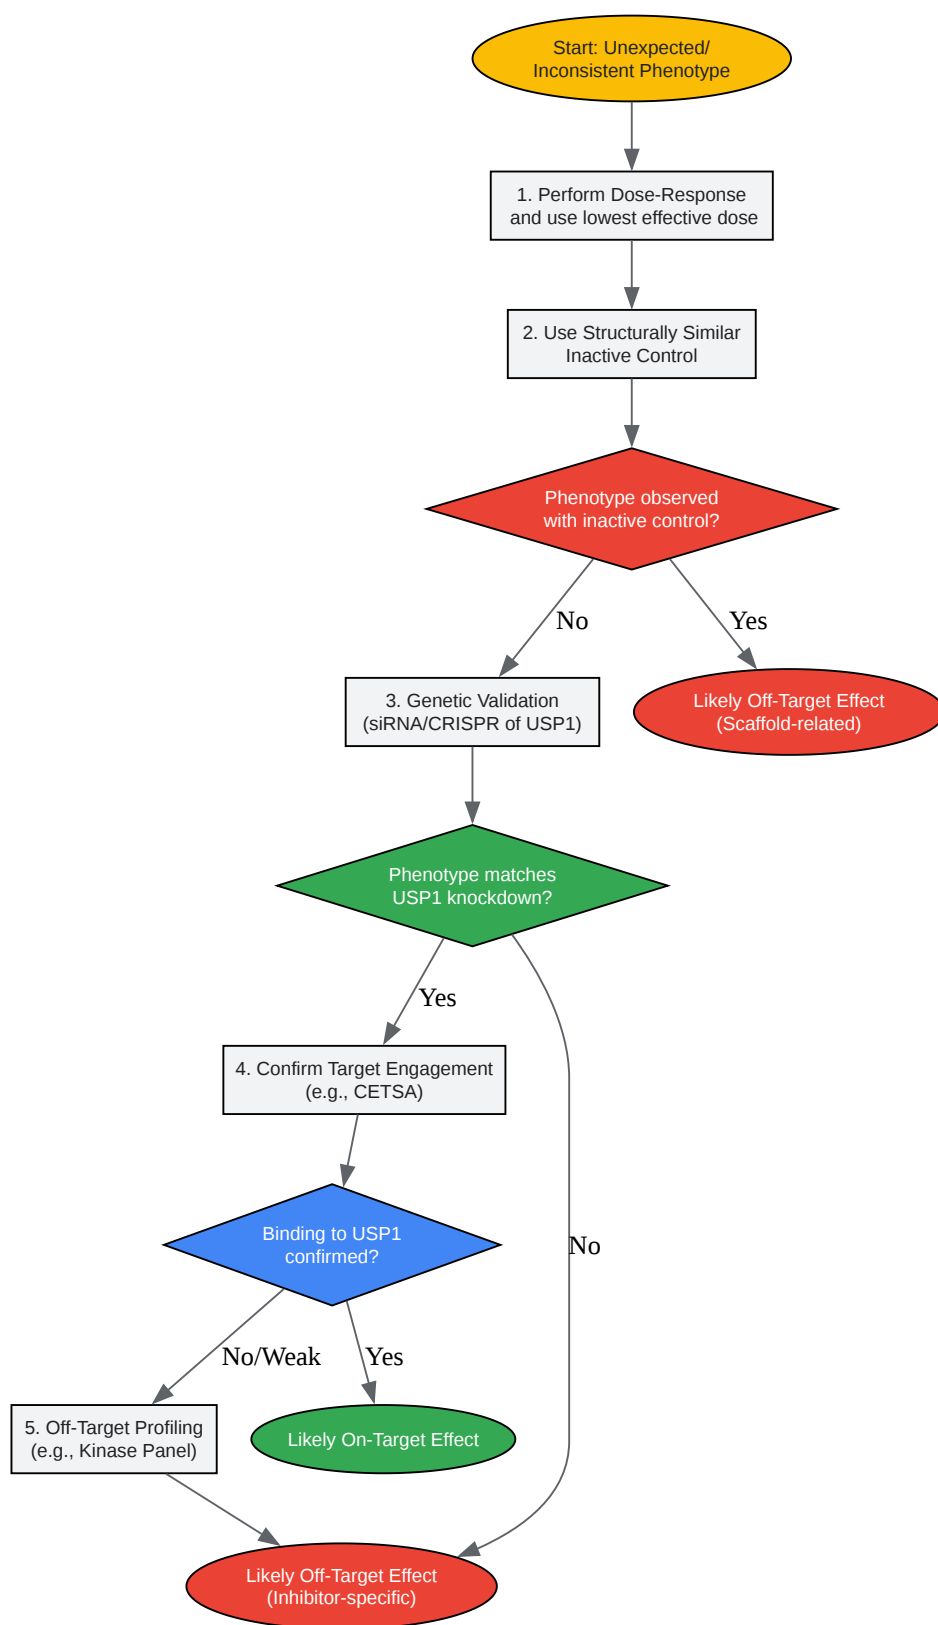 Start: Unexpected/
Inconsistent Phenotype
1. Perform Dose-Response
and use lowest effective dose
2. Use Structurally Similar
Inactive Control
Phenotype observed
with inactive control?
No
Yes
3. Genetic Validation
(siRNA/CRISPR of USP1)
Likely Off-Target Effect
(Scaffold-related)
Phenotype matches
USP1 knockdown?
Yes
4. Confirm Target Engagement
(e.g., CETSA)
Binding to USP1
confirmed?
No
No/Weak
Yes
5. Off-Target Profiling
(e.g., Kinase Panel)
Likely On-Target Effect
Likely Off-Target Effect
(Inhibitor-specific)